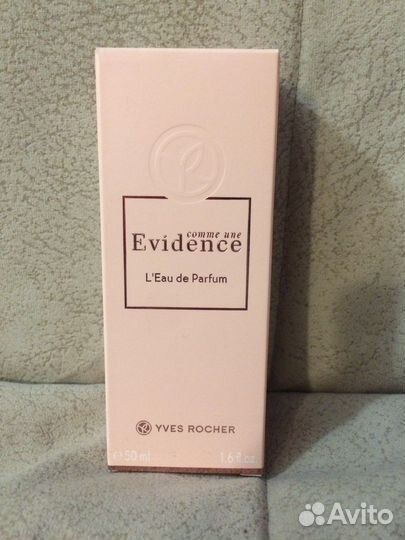 comme une
Evidence
L'Eau de Parfum
YVES ROCHER
℮50 ml 1.6 fl oz
Avito